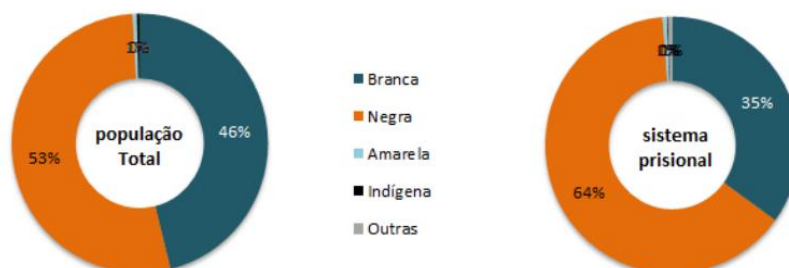 46%
53%
população
Total
Branca
Negra
Amarela
Indígena
Outras
35%
64%
sistema
prisional